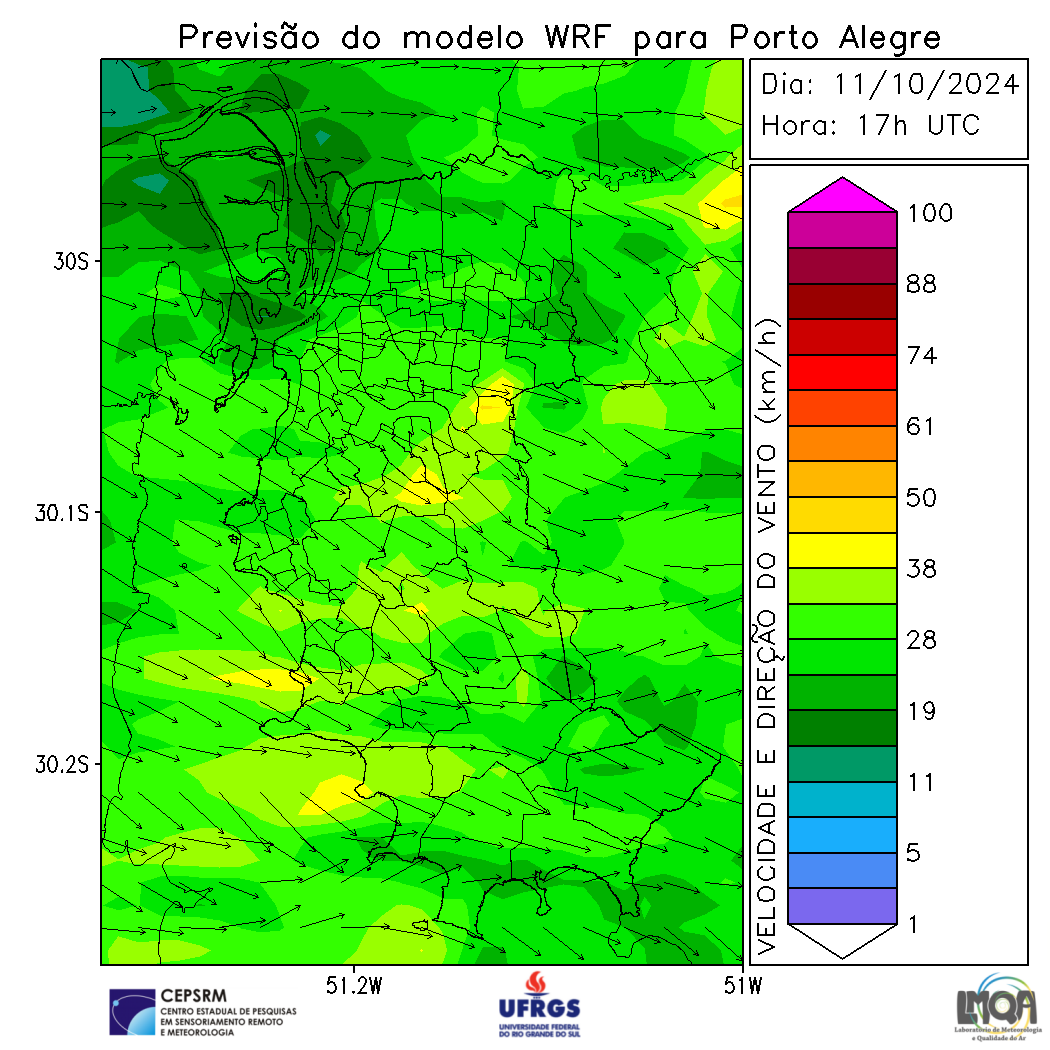 Previsão do modelo WRF para Porto Alegre
Dia: 11/10/2024
Hora: 17h UTC
30S
30.1S
30.2S
51.2W
51W
VELOCIDADE E DIREÇÃO DO VENTO (km/h)
100
88
74
61
50
38
28
19
11
5
1
CEPSRM
CENTRO ESTADUAL DE PESQUISAS
EM SENSORIAMENTO REMOTO
E METEOROLOGIA
UFRGS
UNIVERSIDADE FEDERAL
DO RIO GRANDE DO SUL
LMQA
Laboratório de Meteorologia
e Qualidade do Ar